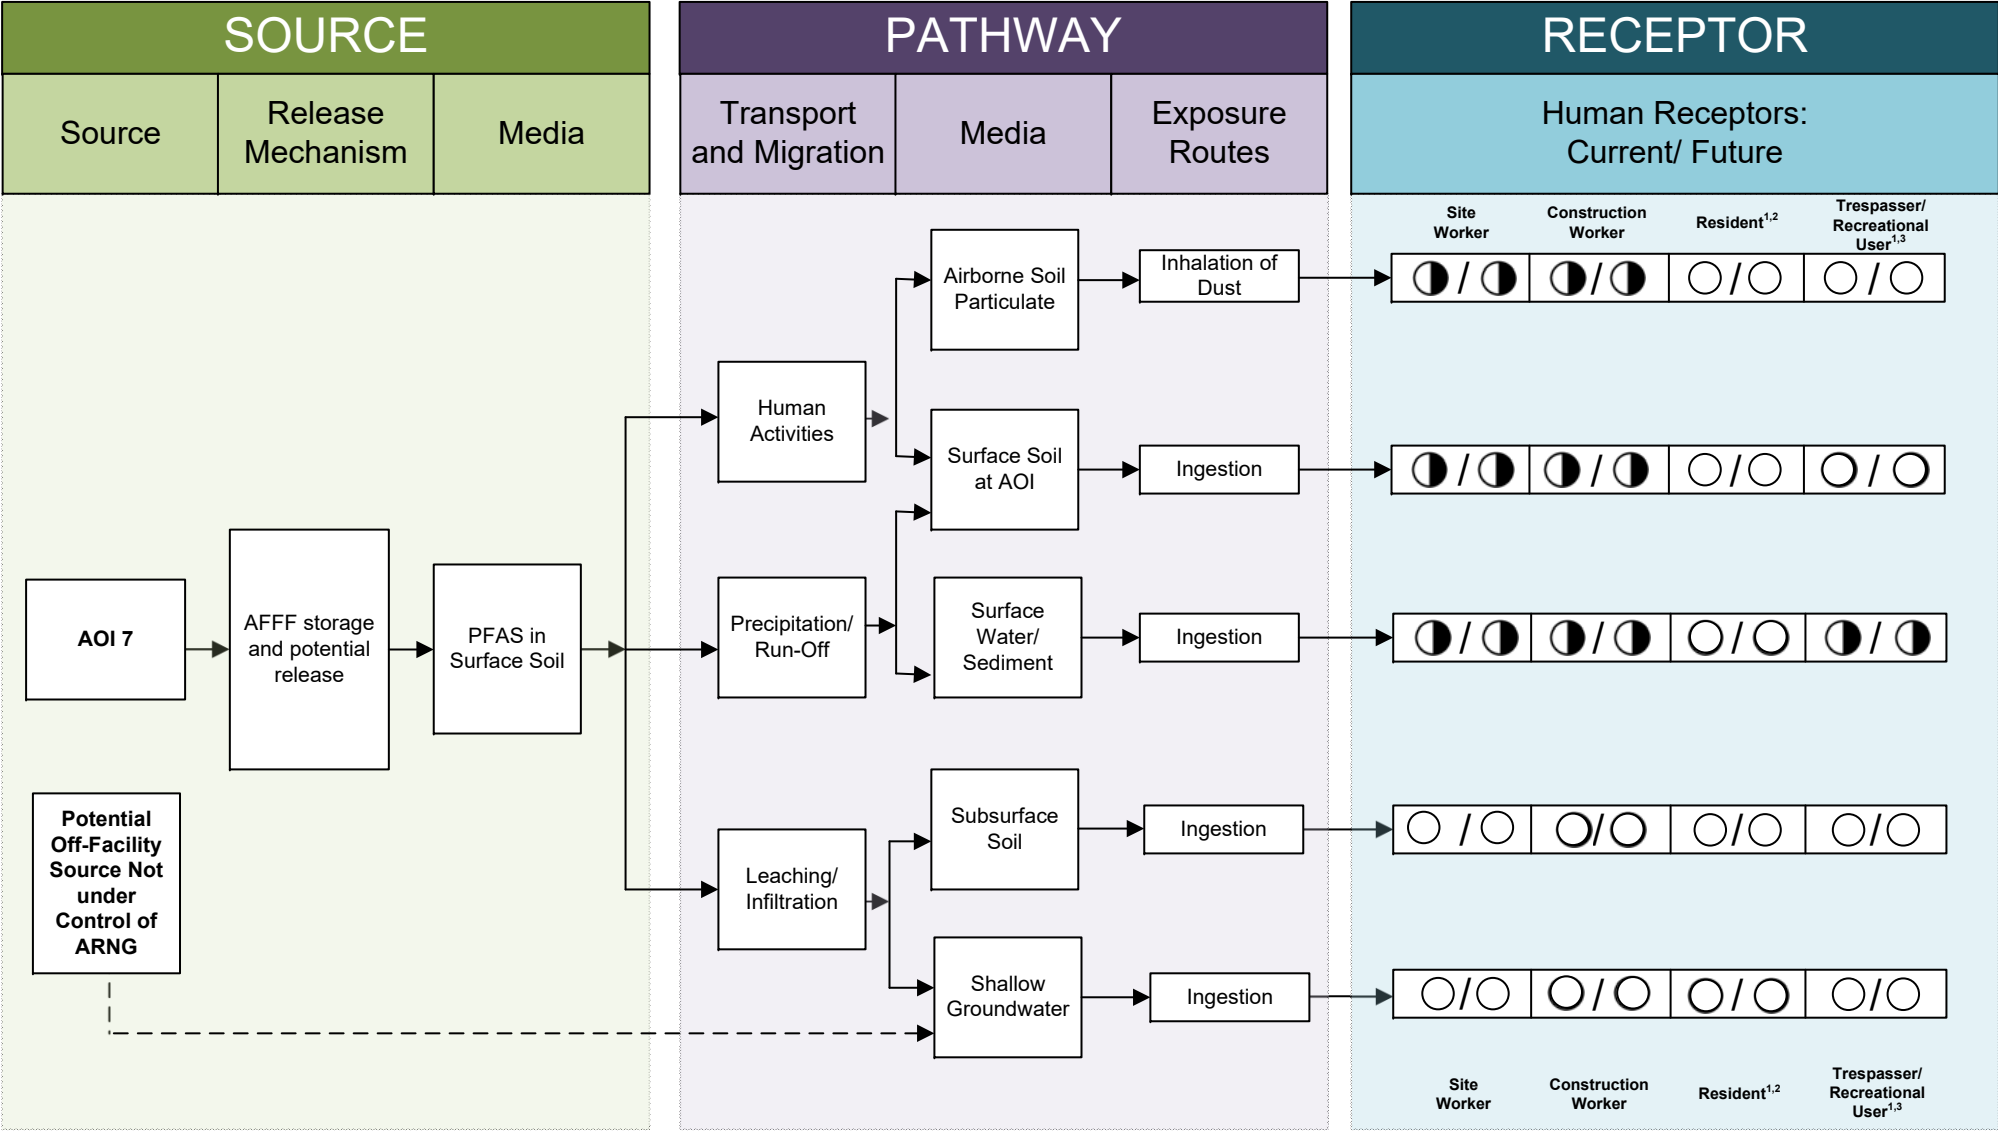 SOURCE
PATHWAY
RECEPTOR
Source
Release
Mechanism
Media
Transport
and Migration
Media
Exposure
Routes
Human Receptors:
Current/ Future
Site
Worker
Construction
Worker
Resident1,2
Trespasser/
Recreational
User1,3
Airborne Soil
Particulate
Inhalation of
Dust
/ / / /
Human
Activities
Surface Soil
at AOI
Ingestion
/ / / /
AOI 7
AFFF storage
and potential
release
PFAS in
Surface Soil
Precipitation/
Run-Off
Surface
Water/
Sediment
Ingestion
/ / / /
Potential
Off-Facility
Source Not
under
Control of
ARNG
Leaching/
Infiltration
Subsurface
Soil
Ingestion
/ / / /
Shallow
Groundwater
Ingestion
/ / / /
Site
Worker
Construction
Worker
Resident1,2
Trespasser/
Recreational
User1,3